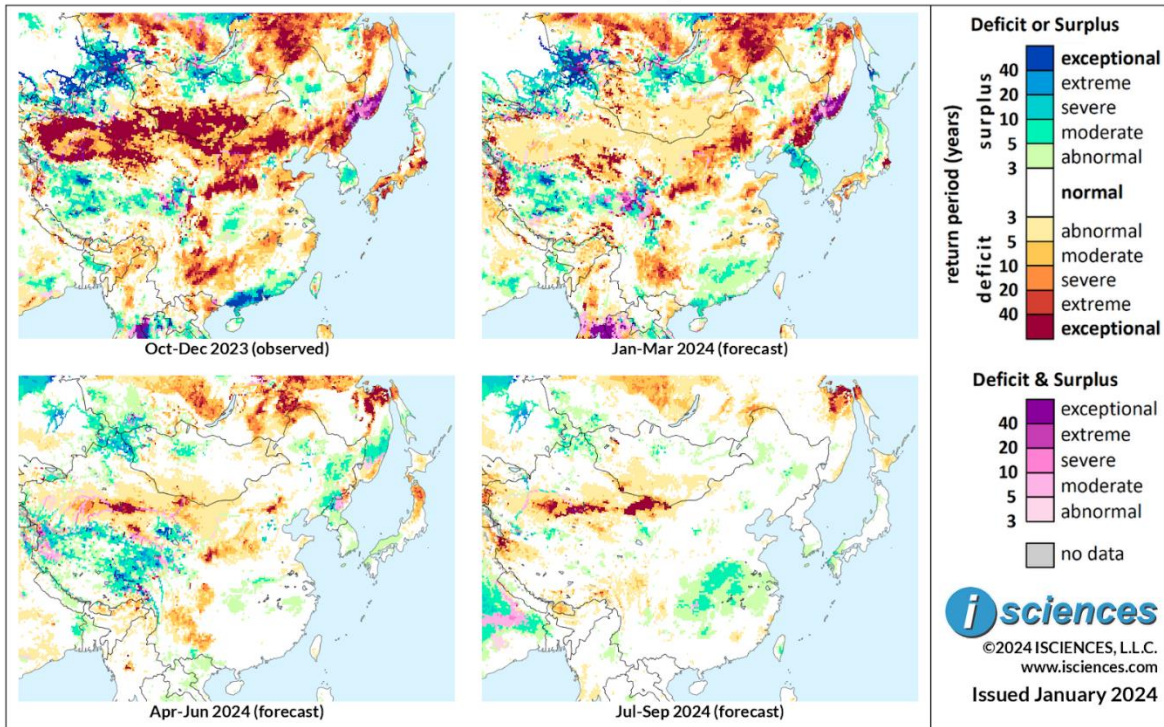 Oct-Dec 2023 (observed)
Jan-Mar 2024 (forecast)
Apr-Jun 2024 (forecast)
Jul-Sep 2024 (forecast)
Deficit or Surplus
return period (years)
surplus
deficit
exceptional
40
extreme
20
severe
10
moderate
5
abnormal
3
normal
3
abnormal
5
moderate
10
severe
20
extreme
40
exceptional
Deficit & Surplus
exceptional
40
extreme
20
severe
10
moderate
5
abnormal
3
no data
i sciences
©2024 ISCIENCES, L.L.C.
www.isciences.com
Issued January 2024